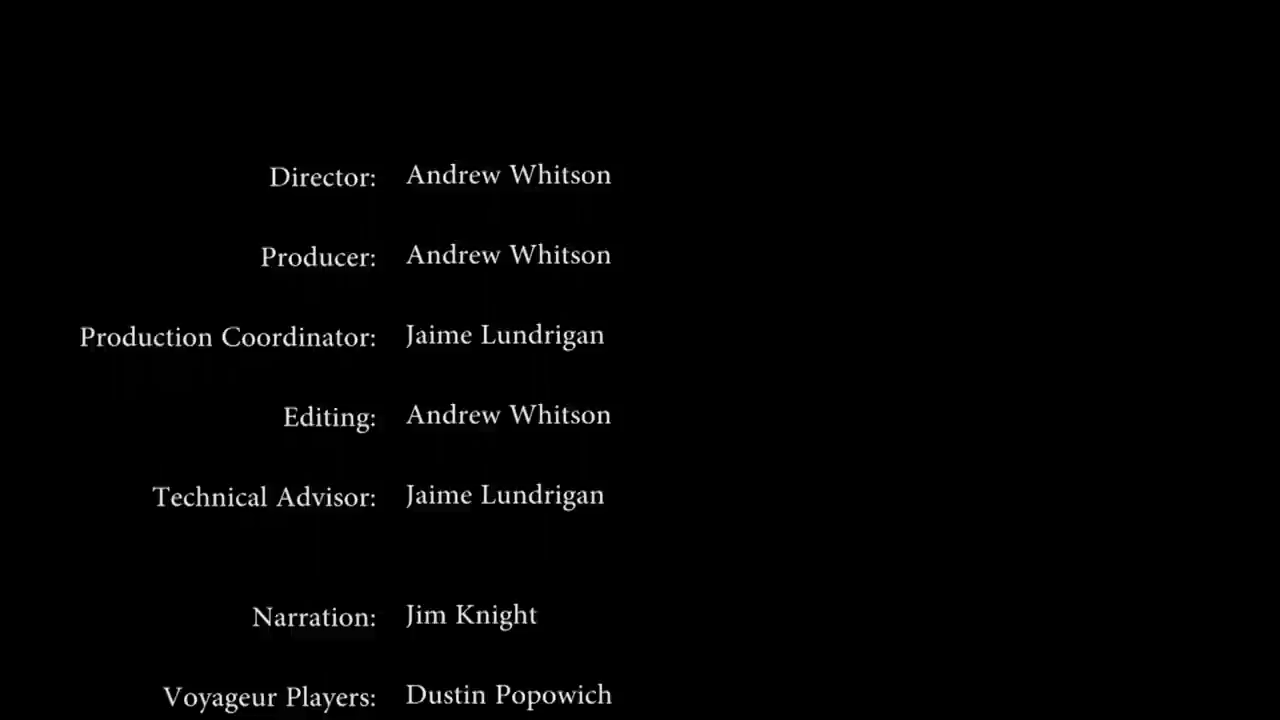 Director: Andrew Whitson
Producer: Andrew Whitson
Production Coordinator: Jaime Lundrigan
Editing: Andrew Whitson
Technical Advisor: Jaime Lundrigan
Narration: Jim Knight
Voyageur Players: Dustin Popowich